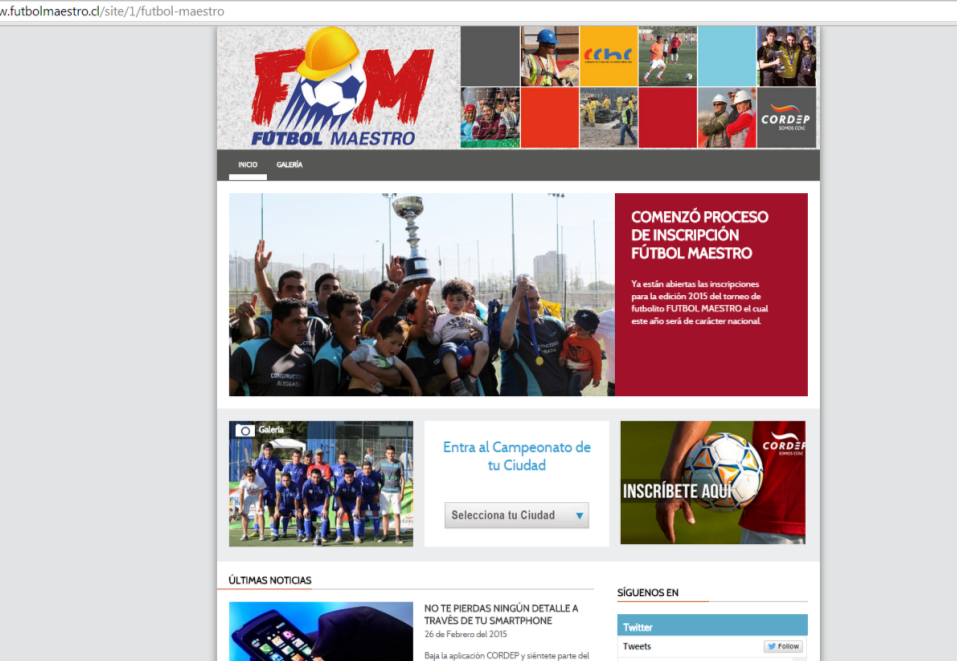 w.futbolmaestro.cl/site/1/futbol-maestro
FM
FÚTBOL MAESTRO
cchc
CORDEP
SOMOS CChC
INICIO
GALERÍA
COMENZÓ PROCESO
DE INSCRIPCIÓN
FÚTBOL MAESTRO
Ya están abiertas las inscripciones
para la edición 2015 del torneo de
futbolito FUTBOL MAESTRO el cual
este año será de carácter nacional.
Galería
Entra al Campeonato de
tu Ciudad
Selecciona tu Ciudad
CORDEP
SOMOS CChC
INSCRÍBETE AQUÍ
ÚLTIMAS NOTICIAS
NO TE PIERDAS NINGÚN DETALLE A
TRAVÉS DE TU SMARTPHONE
26 de Febrero del 2015
Baja la aplicación CORDEP y siéntete parte del
SÍGUENOS EN
Twitter
Tweets
Follow